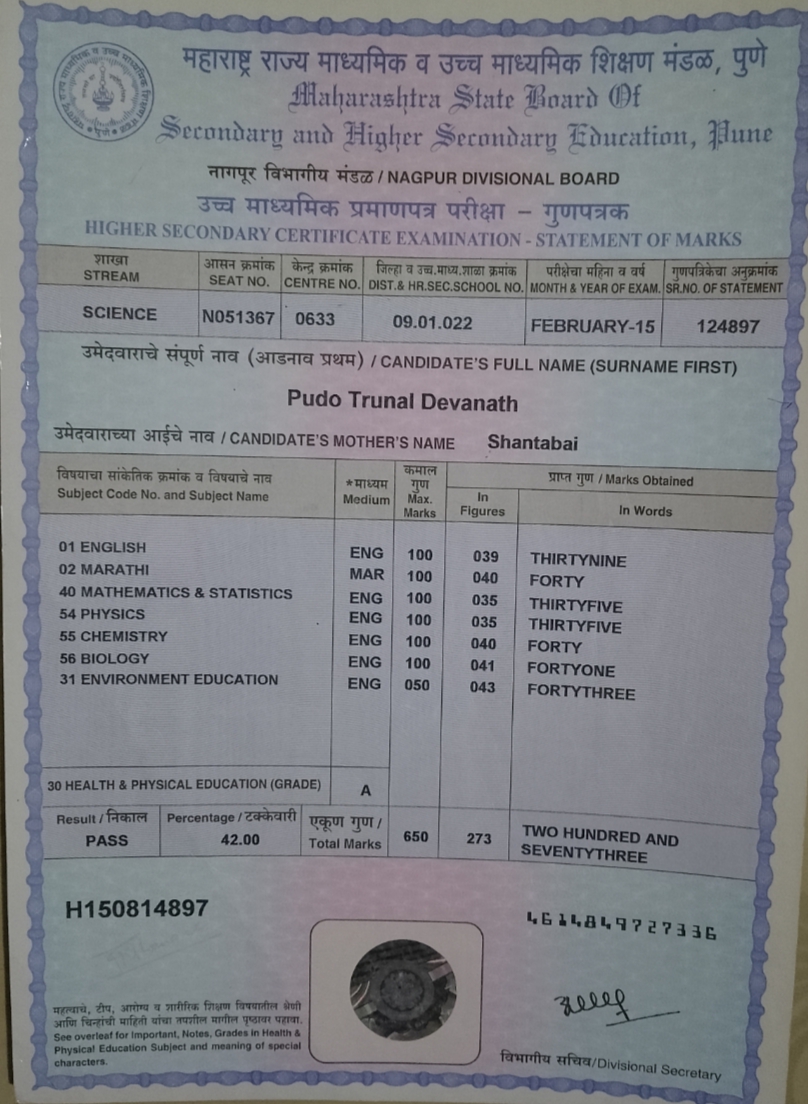 महाराष्ट्र राज्य माध्यमिक व उच्च माध्यमिक शिक्षण मंडळ, पुणे
Maharashtra State Board Of
Secondary and Higher Secondary Education, Pune
नागपूर विभागीय मंडळ / NAGPUR DIVISIONAL BOARD
उच्च माध्यमिक प्रमाणपत्र परीक्षा – गुणपत्रक
HIGHER SECONDARY CERTIFICATE EXAMINATION - STATEMENT OF MARKS
शाखा आसन क्रमांक केन्द्र क्रमांक जिल्हा व उच्च.माध्य.शाळा क्रमांक परीक्षेचा महिना व वर्ष गुणपत्रिकेचा अनुक्रमांक
STREAM SEAT NO. CENTRE NO. DIST.& HR.SEC.SCHOOL NO. MONTH & YEAR OF EXAM. SR.NO. OF STATEMENT
SCIENCE N051367 0633 09.01.022 FEBRUARY-15 124897
उमेदवाराचे संपूर्ण नाव (आडनाव प्रथम) / CANDIDATE'S FULL NAME (SURNAME FIRST)
Pudo Trunal Devanath
उमेदवाराच्या आईचे नाव / CANDIDATE'S MOTHER'S NAME Shantabai
विषयाचा सांकेतिक क्रमांक व विषयाचे नाव
Subject Code No. and Subject Name
*माध्यम
Medium
कमाल
गुण
Max.
Marks
प्राप्त गुण / Marks Obtained
In
Figures
In Words
01 ENGLISH ENG 100 039 THIRTYNINE
02 MARATHI MAR 100 040 FORTY
40 MATHEMATICS & STATISTICS ENG 100 035 THIRTYFIVE
54 PHYSICS ENG 100 035 THIRTYFIVE
55 CHEMISTRY ENG 100 040 FORTY
56 BIOLOGY ENG 100 041 FORTYONE
31 ENVIRONMENT EDUCATION ENG 050 043 FORTYTHREE
30 HEALTH & PHYSICAL EDUCATION (GRADE) A
Result / निकाल Percentage / टक्केवारी एकूण गुण /
PASS 42.00 Total Marks 650 273 TWO HUNDRED AND
SEVENTYTHREE
H150814897
4614849727336
महत्वाचे, टीप, आरोग्य व शारीरिक शिक्षण विषयातील श्रेणी
आणि चिन्हांची माहिती यांचा तपशील मागील पृष्ठावर पहावा.
See overleaf for Important, Notes, Grades in Health &
Physical Education Subject and meaning of special
characters.
विभागीय सचिव/Divisional Secretary